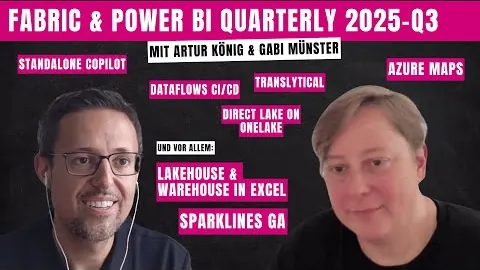 FABRIC & POWER BI QUARTERLY 2025-Q3
MIT ARTUR KÖNIG & GABI MÜNSTER
STANDALONE COPILOT
AZURE MAPS
DATAFLOWS CI/CD
TRANSLYTICAL
DIRECT LAKE ON
ONELAKE
UND VOR ALLEM:
LAKEHOUSE &
WAREHOUSE IN EXCEL
SPARKLINES GA